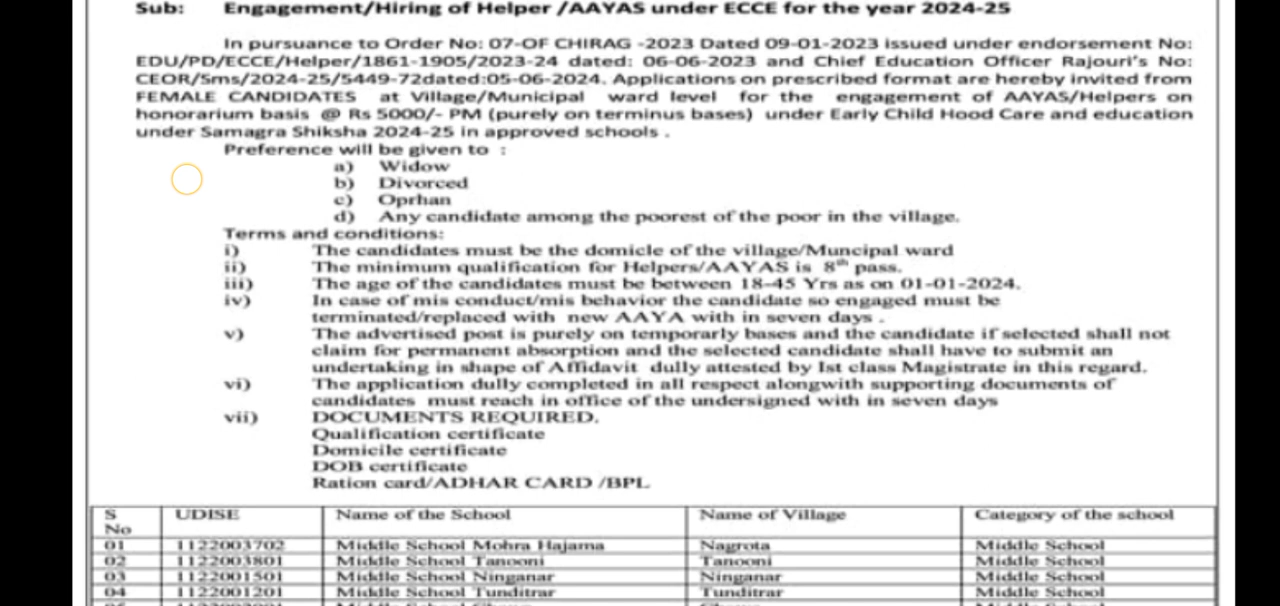 Sub: Engagement/Hiring of Helper /AAYAS under ECCE for the year 2024-25
In pursuance to Order No: 07-OF CHIRAG -2023 Dated 09-01-2023 issued under endorsement No:
EDU/PD/ECCE/Helper/1861-1905/2023-24 dated: 06-06-2023 and Chief Education Officer Rajouri's No:
CEOR/Sms/2024-25/5449-72dated:05-06-2024. Applications on prescribed format are hereby invited from
FEMALE CANDIDATES at Village/Municipal ward level for the engagement of AAYAS/Helpers on
honorarium basis @ Rs 5000/- PM (purely on terminus bases) under Early Child Hood Care and education
under Samagra Shiksha 2024-25 in approved schools .
Preference will be given to :
a) Widow
b) Divorced
c) Oprhan
d) Any candidate among the poorest of the poor in the village.
Terms and conditions:
i) The candidates must be the domicle of the village/Muncipal ward
ii) The minimum qualification for Helpers/AAYAS is 8th pass.
iii) The age of the candidates must be between 18-45 Yrs as on 01-01-2024.
iv) In case of mis conduct/mis behavior the candidate so engaged must be
terminated/replaced with new AAYA with in seven days .
v) The advertised post is purely on temporarly bases and the candidate if selected shall not
claim for permanent absorption and the selected candidate shall have to submit an
undertaking in shape of Affidavit dully attested by Ist class Magistrate in this regard.
vi) The application dully completed in all respect alongwith supporting documents of
candidates must reach in office of the undersigned with in seven days
vii) DOCUMENTS REQUIRED.
Qualification certificate
Domicile certificate
DOB certificate
Ration card/ADHAR CARD /BPL
S No UDISE Name of the School Name of Village Category of the school
01 1122003702 Middle School Mohra Hajama Nagrota Middle School
02 1122003801 Middle School Tanooni Tanooni Middle School
03 1122001501 Middle School Ninganar Ninganar Middle School
04 1122001201 Middle School Tunditrar Tunditrar Middle School